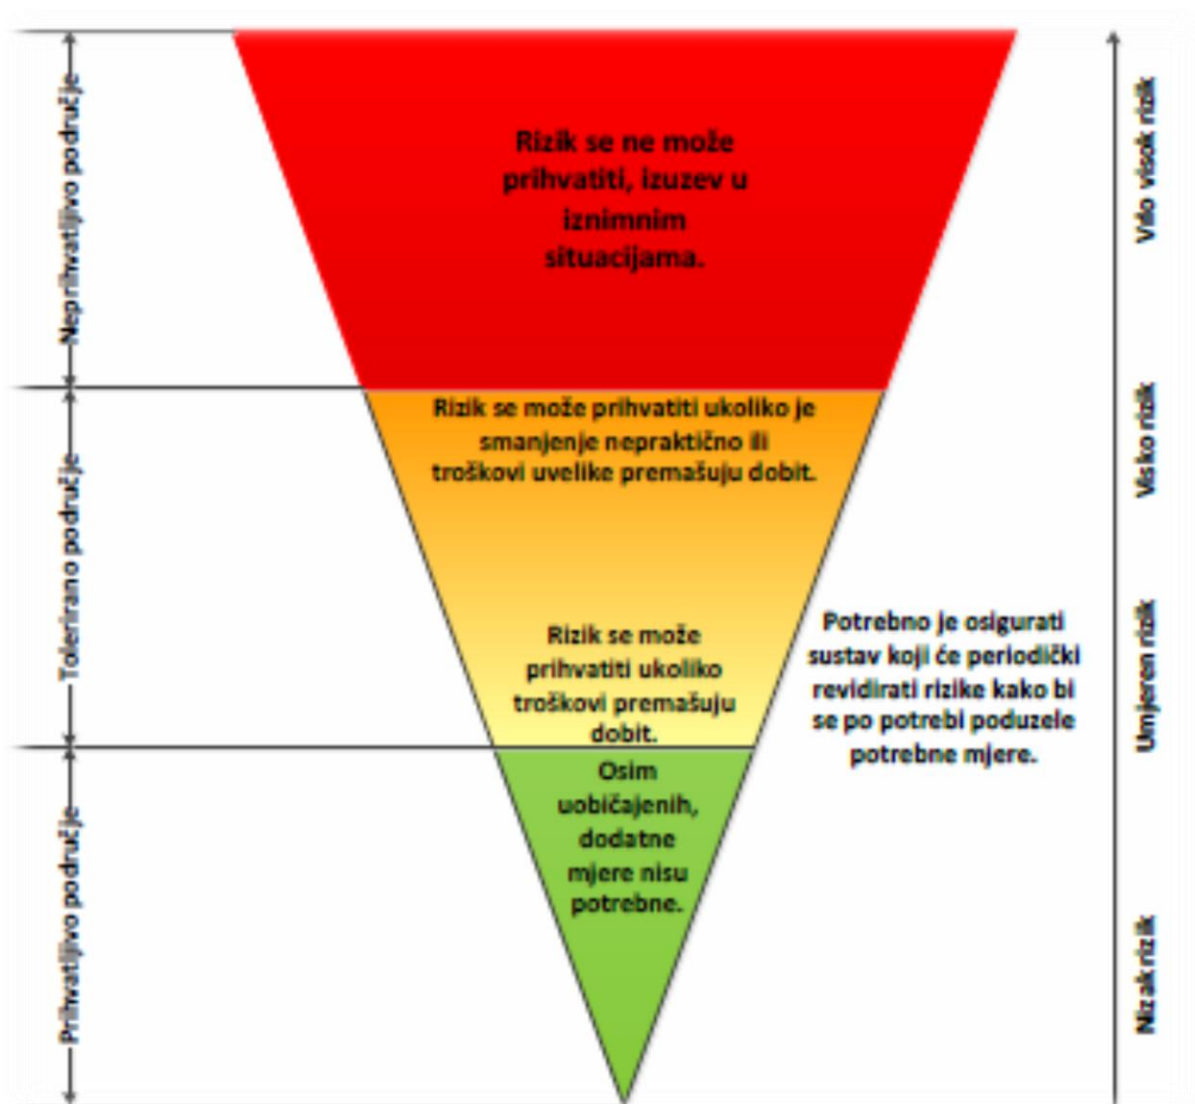 Neprihvatljivo područje
Tolerirano područje
Prihvatljivo područje
Rizik se ne može
prihvatiti, izuzev u
iznimnim
situacijama.
Rizik se može prihvatiti ukoliko je
smanjenje nepraktično ili
troškovi uvelike premašuju dobit.
Rizik se može
prihvatiti ukoliko
troškovi premašuju
dobit.
Osim
uobičajenih,
dodatne
mjere nisu
potrebne.
Potrebno je osigurati
sustav koji će periodički
revidirati rizike kako bi
se po potrebi poduzele
potrebne mjere.
Vrlo visok rizik
Visko rizik
Umjeren rizik
Nizak rizik